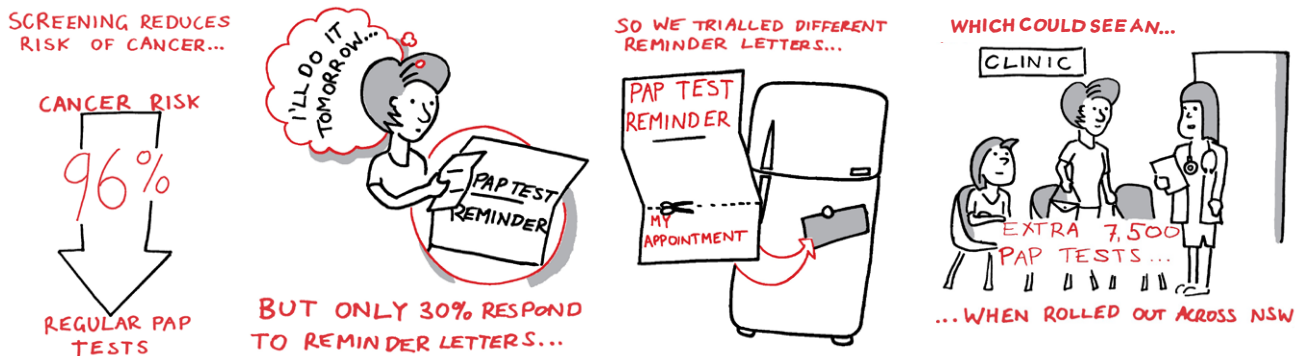 SCREENING REDUCES
RISK OF CANCER...
CANCER RISK
96%
REGULAR PAP
TESTS
I'LL DO IT
TOMORROW...
PAP TEST
REMINDER
BUT ONLY 30% RESPOND
TO REMINDER LETTERS...
SO WE TRIALLED DIFFERENT
REMINDER LETTERS...
PAP TEST
REMINDER
MY
APPOINTMENT
WHICH COULD SEE AN...
CLINIC
EXTRA 7,500
PAP TESTS...
...WHEN ROLLED OUT ACROSS NSW